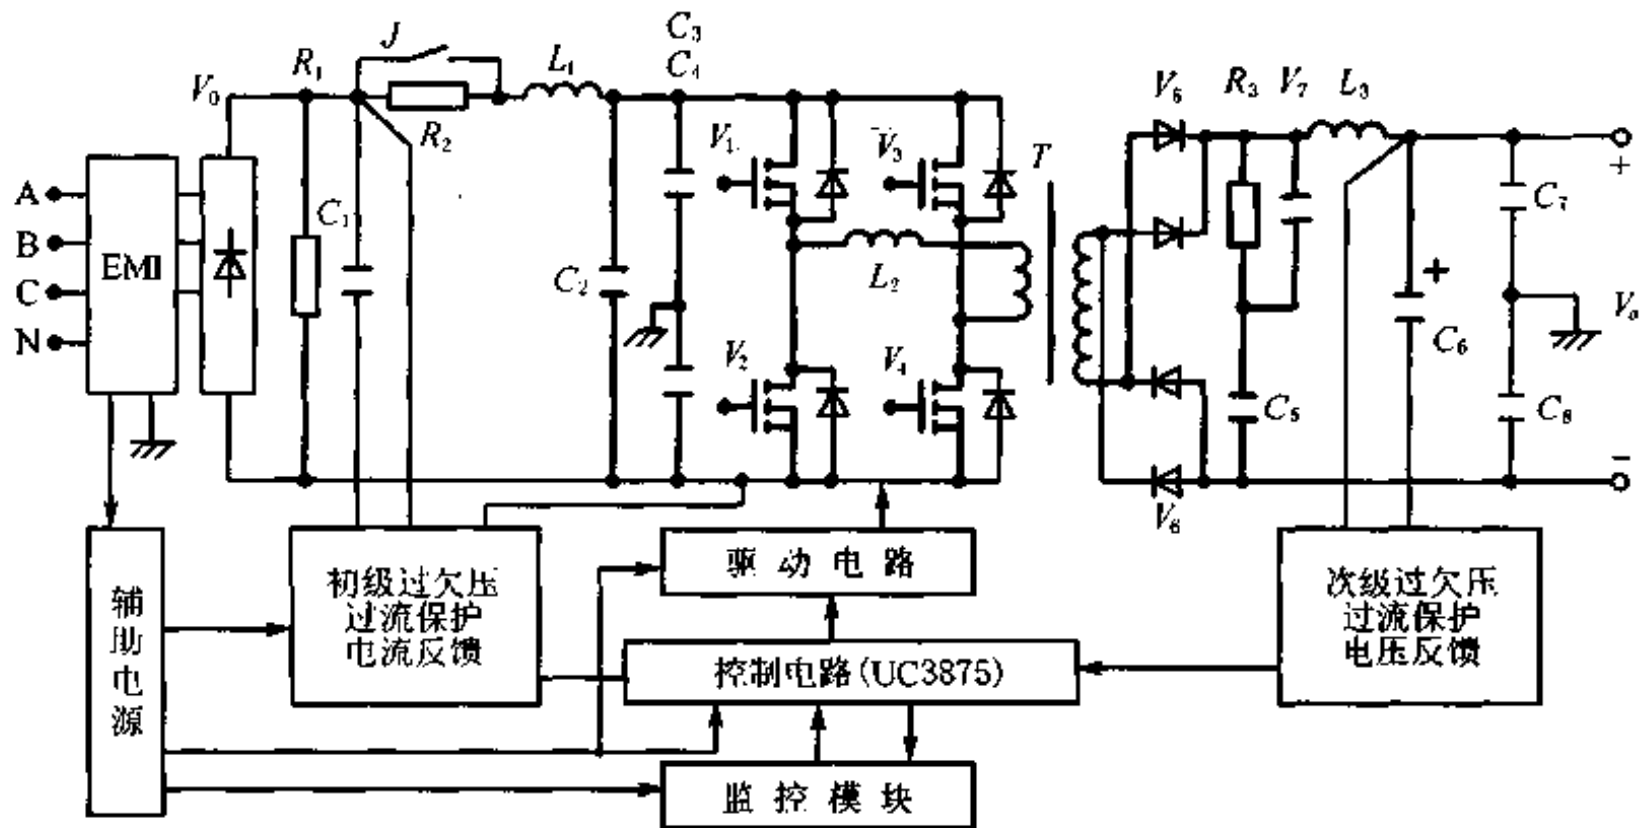 J
C₃
C₄
R₁
L₁
V₀
R₂
V₆
R₃
V₇
L₃
V₁
V₃
T
+
A
B
C
N
EMI
C₁
C₂
L₂
C₇
+
C₆
Vₒ
V₂
V₄
C₅
C₈
−
V₆
辅助电源
初级过欠压
过流保护
电流反馈
驱动电路
控制电路(UC3875)
监控模块
次级过欠压
过流保护
电压反馈